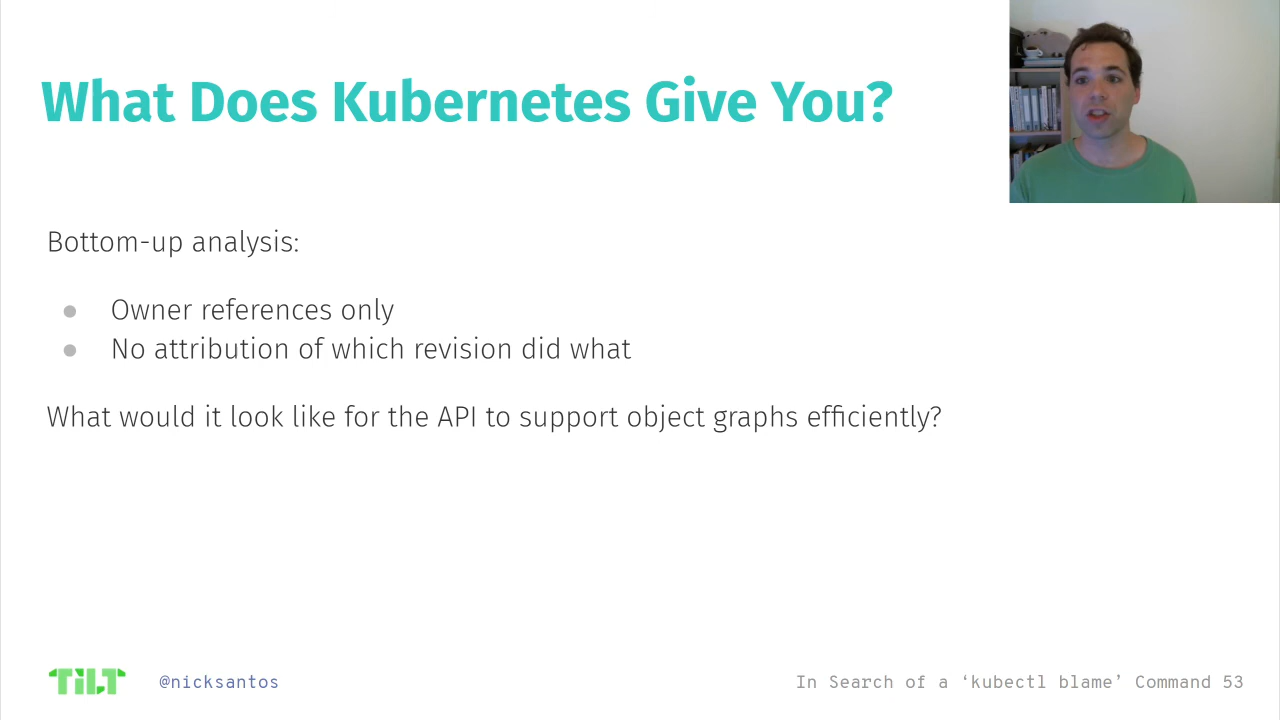 What Does Kubernetes Give You?
Bottom-up analysis:
● Owner references only
● No attribution of which revision did what
What would it look like for the API to support object graphs efficiently?
TILT
@nicksantos
In Search of a ‘kubectl blame’ Command 53